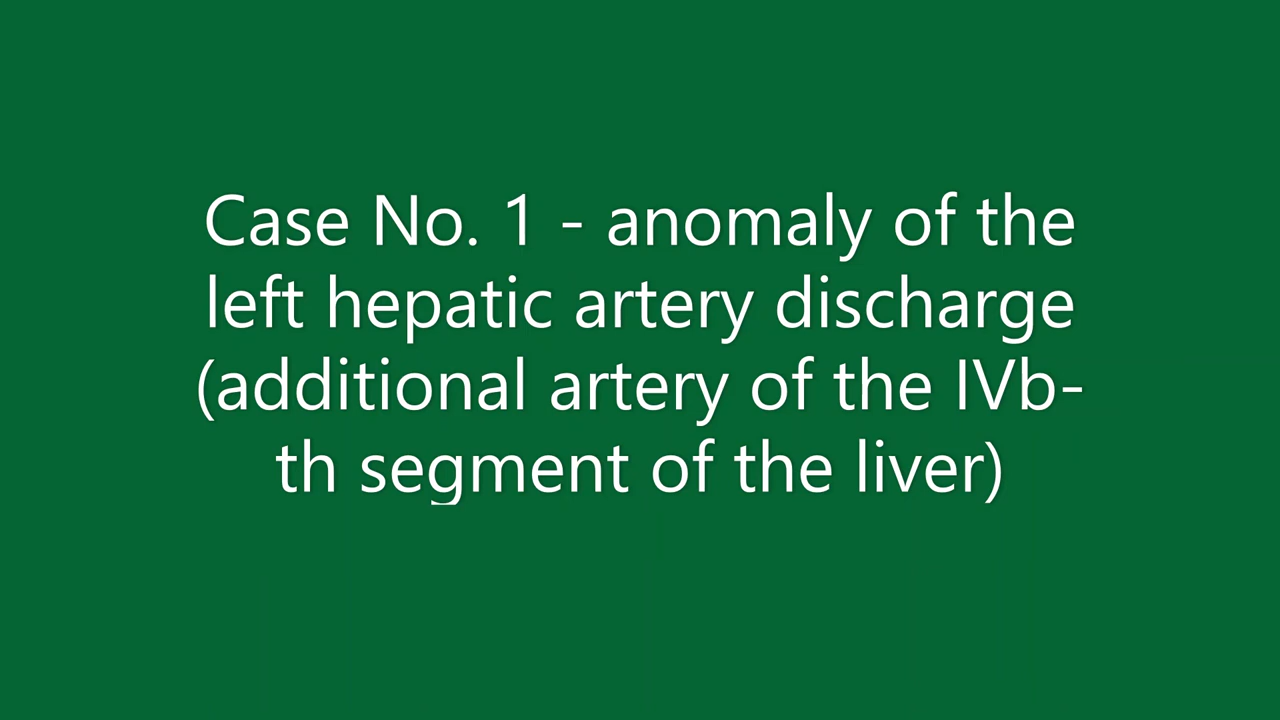 Case No. 1 - anomaly of the
left hepatic artery discharge
(additional artery of the IVb-
th segment of the liver)